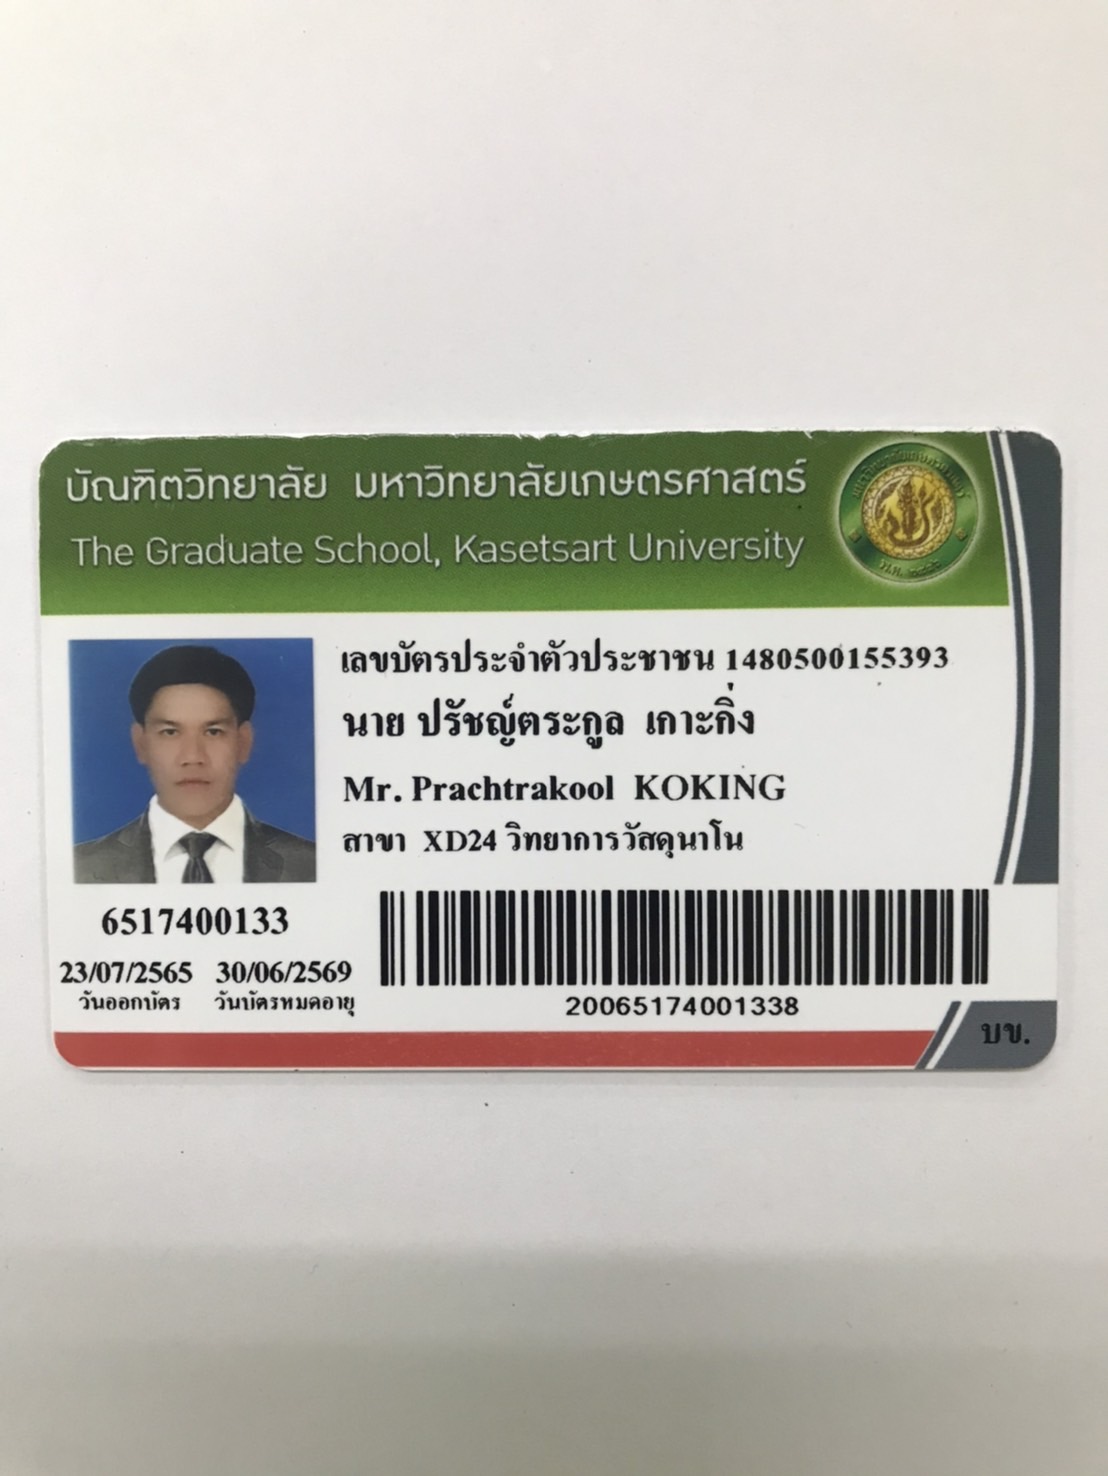 บัณฑิตวิทยาลัย มหาวิทยาลัยเกษตรศาสตร์
The Graduate School, Kasetsart University
เลขบัตรประจำตัวประชาชน 1480500155393
นาย ปรัชญ์ตระกูล เกาะกิ่ง
Mr. Prachtrakool KOKING
สาขา XD24 วิทยาการวัสดุนาโน
6517400133
23/07/2565 30/06/2569
วันออกบัตร วันบัตรหมดอายุ
20065174001338
บข.